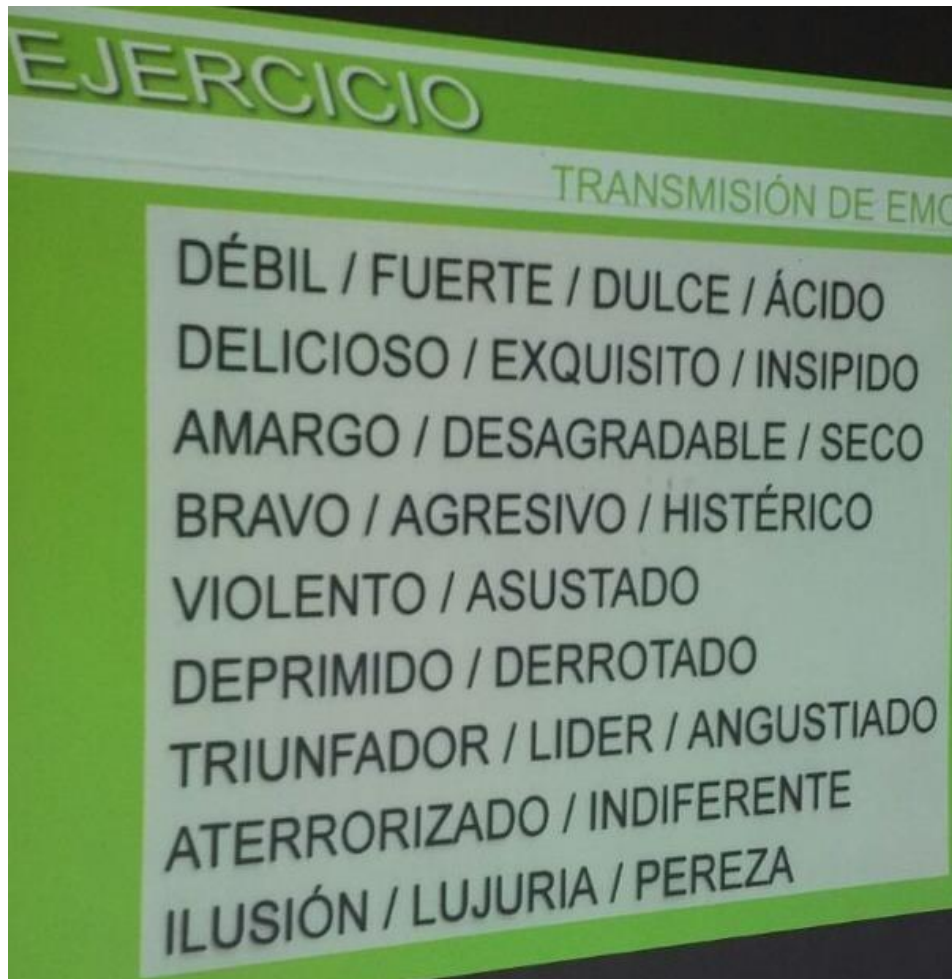 EJERCICIO
TRANSMISIÓN DE EMO
DÉBIL / FUERTE / DULCE / ÁCIDO
DELICIOSO / EXQUISITO / INSIPIDO
AMARGO / DESAGRADABLE / SECO
BRAVO / AGRESIVO / HISTÉRICO
VIOLENTO / ASUSTADO
DEPRIMIDO / DERROTADO
TRIUNFADOR / LIDER / ANGUSTIADO
ATERRORIZADO / INDIFERENTE
ILUSIÓN / LUJURIA / PEREZA